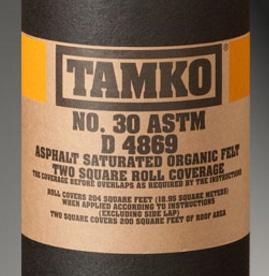 TAMKO®
NO. 30 ASTM
D 4869
ASPHALT SATURATED ORGANIC FELT
TWO SQUARE ROLL COVERAGE
THE COVERAGE BEFORE OVERLAPS AS REQUIRED BY THE INSTRUCTIONS
ROLL COVERS 204 SQUARE FEET (18.95 SQUARE METERS)
WHEN APPLIED ACCORDING TO INSTRUCTIONS
(EXCLUDING SIDE LAP)
TWO SQUARE COVERS 200 SQUARE FEET OF ROOF AREA